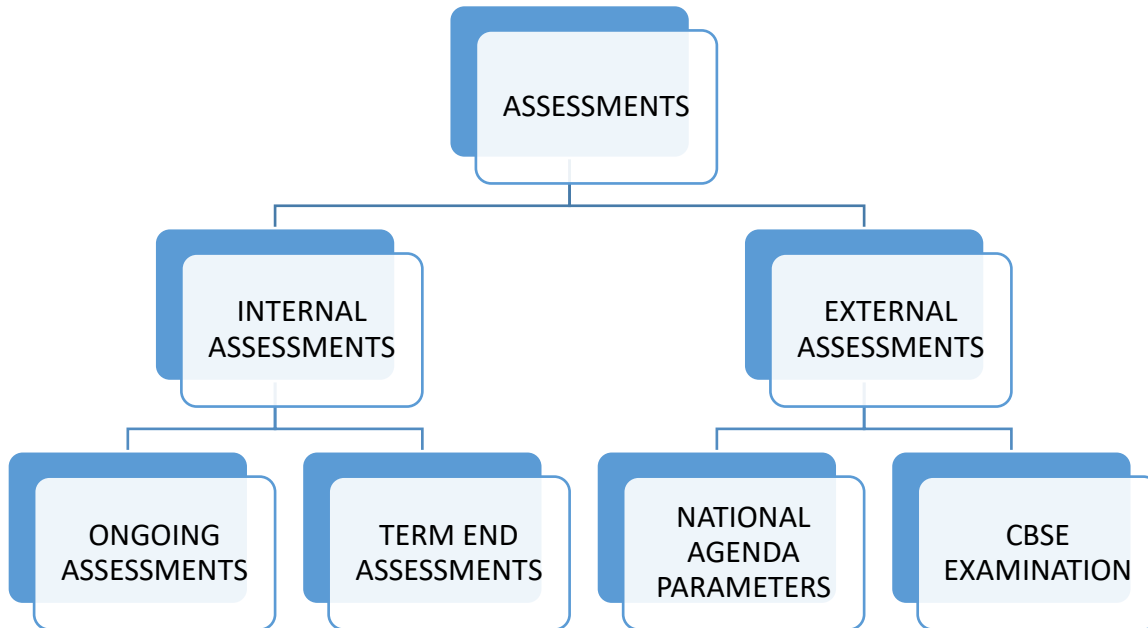 ASSESSMENTS
INTERNAL
ASSESSMENTS
EXTERNAL
ASSESSMENTS
ONGOING
ASSESSMENTS
TERM END
ASSESSMENTS
NATIONAL
AGENDA
PARAMETERS
CBSE
EXAMINATION